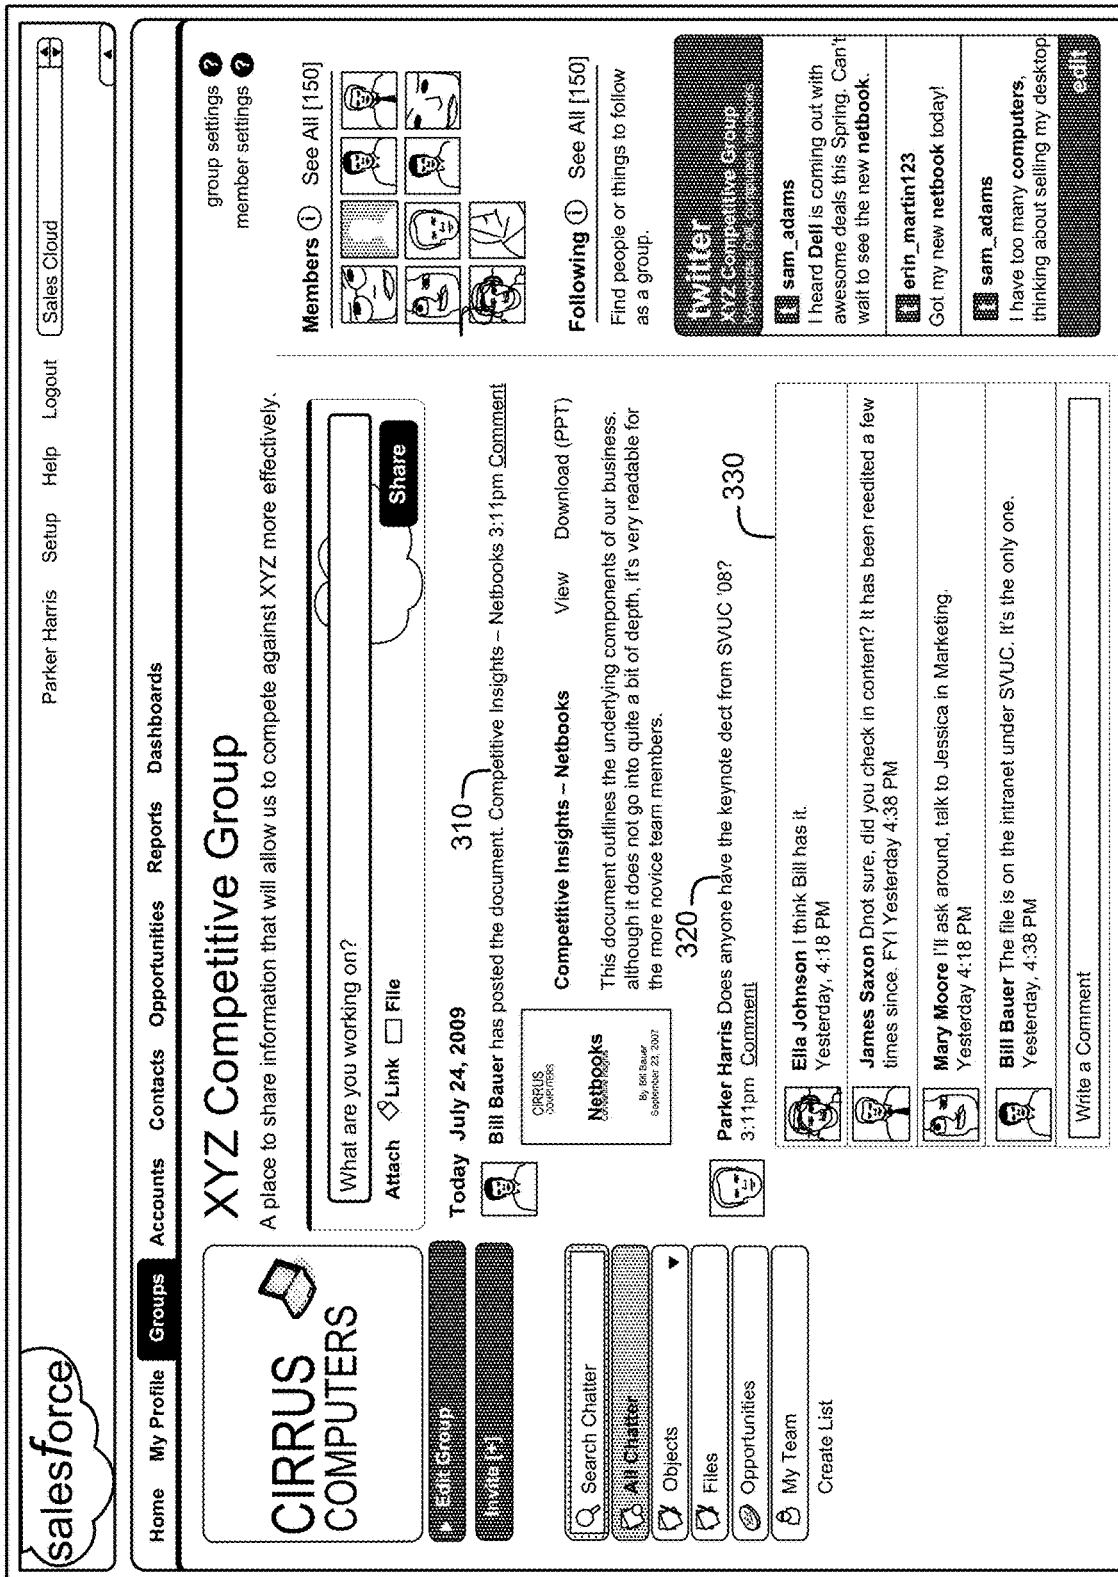 salesforce
Parker Harris Setup Help Logout Sales Cloud
Home My Profile Groups Accounts Contacts Opportunities Reports Dashboards
CIRRUS
COMPUTERS
Edit Group
Invite [+]
Search Chatter
All Chatter
Objects
Files
Opportunities
My Team
Create List
XYZ Competitive Group
A place to share information that will allow us to compete against XYZ more effectively.
What are you working on?
Attach Link File
Share
Today July 24, 2009
310
Bill Bauer has posted the document. Competitive Insights – Netbooks 3:11pm Comment
CIRRUS
COMPUTERS
Netbooks
Competitive Insights
By Bill Bauer
September 23, 2007
Competitive Insights – Netbooks View Download (PPT)
This document outlines the underlying components of our business.
although it does not go into quite a bit of depth, it's very readable for
the more novice team members.
320
330
Parker Harris Does anyone have the keynote dect from SVUC '08?
3:11pm Comment
Ella Johnson I think Bill has it.
Yesterday, 4:18 PM
James Saxon Dnot sure, did you check in content? It has been reedited a few
times since. FYI Yesterday 4:38 PM
Mary Moore I'll ask around, talk to Jessica in Marketing.
Yesterday 4:18 PM
Bill Bauer The file is on the intranet under SVUC. It's the only one.
Yesterday, 4:38 PM
Write a Comment
group settings ?
member settings ?
Members i See All [150]
Following i See All [150]
Find people or things to follow
as a group.
twitter
XYZ Competitive Group
t sam_adams
I heard Dell is coming out with
awesome deals this Spring. Can't
wait to see the new netbook.
t erin_martin123
Got my new netbook today!
t sam_adams
I have too many computers,
thinking about selling my desktop
edit